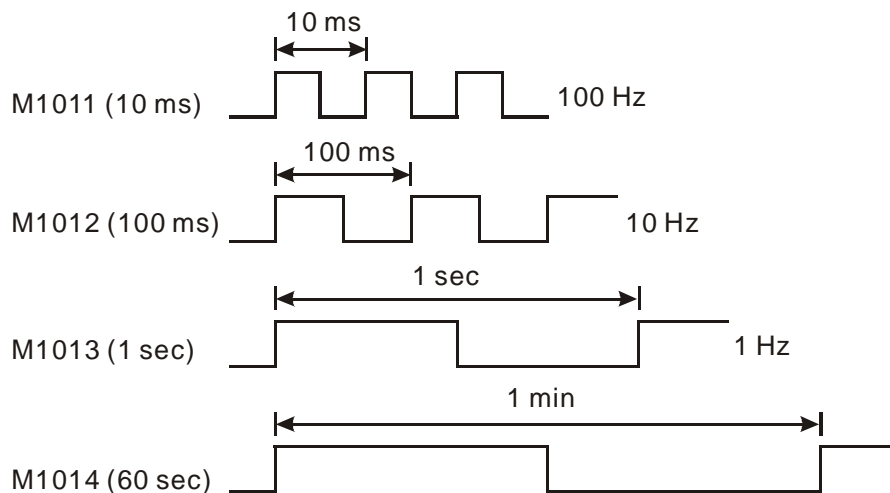 10 ms
M1011 (10 ms)
100 Hz
100 ms
M1012 (100 ms)
10 Hz
1 sec
M1013 (1 sec)
1 Hz
1 min
M1014 (60 sec)